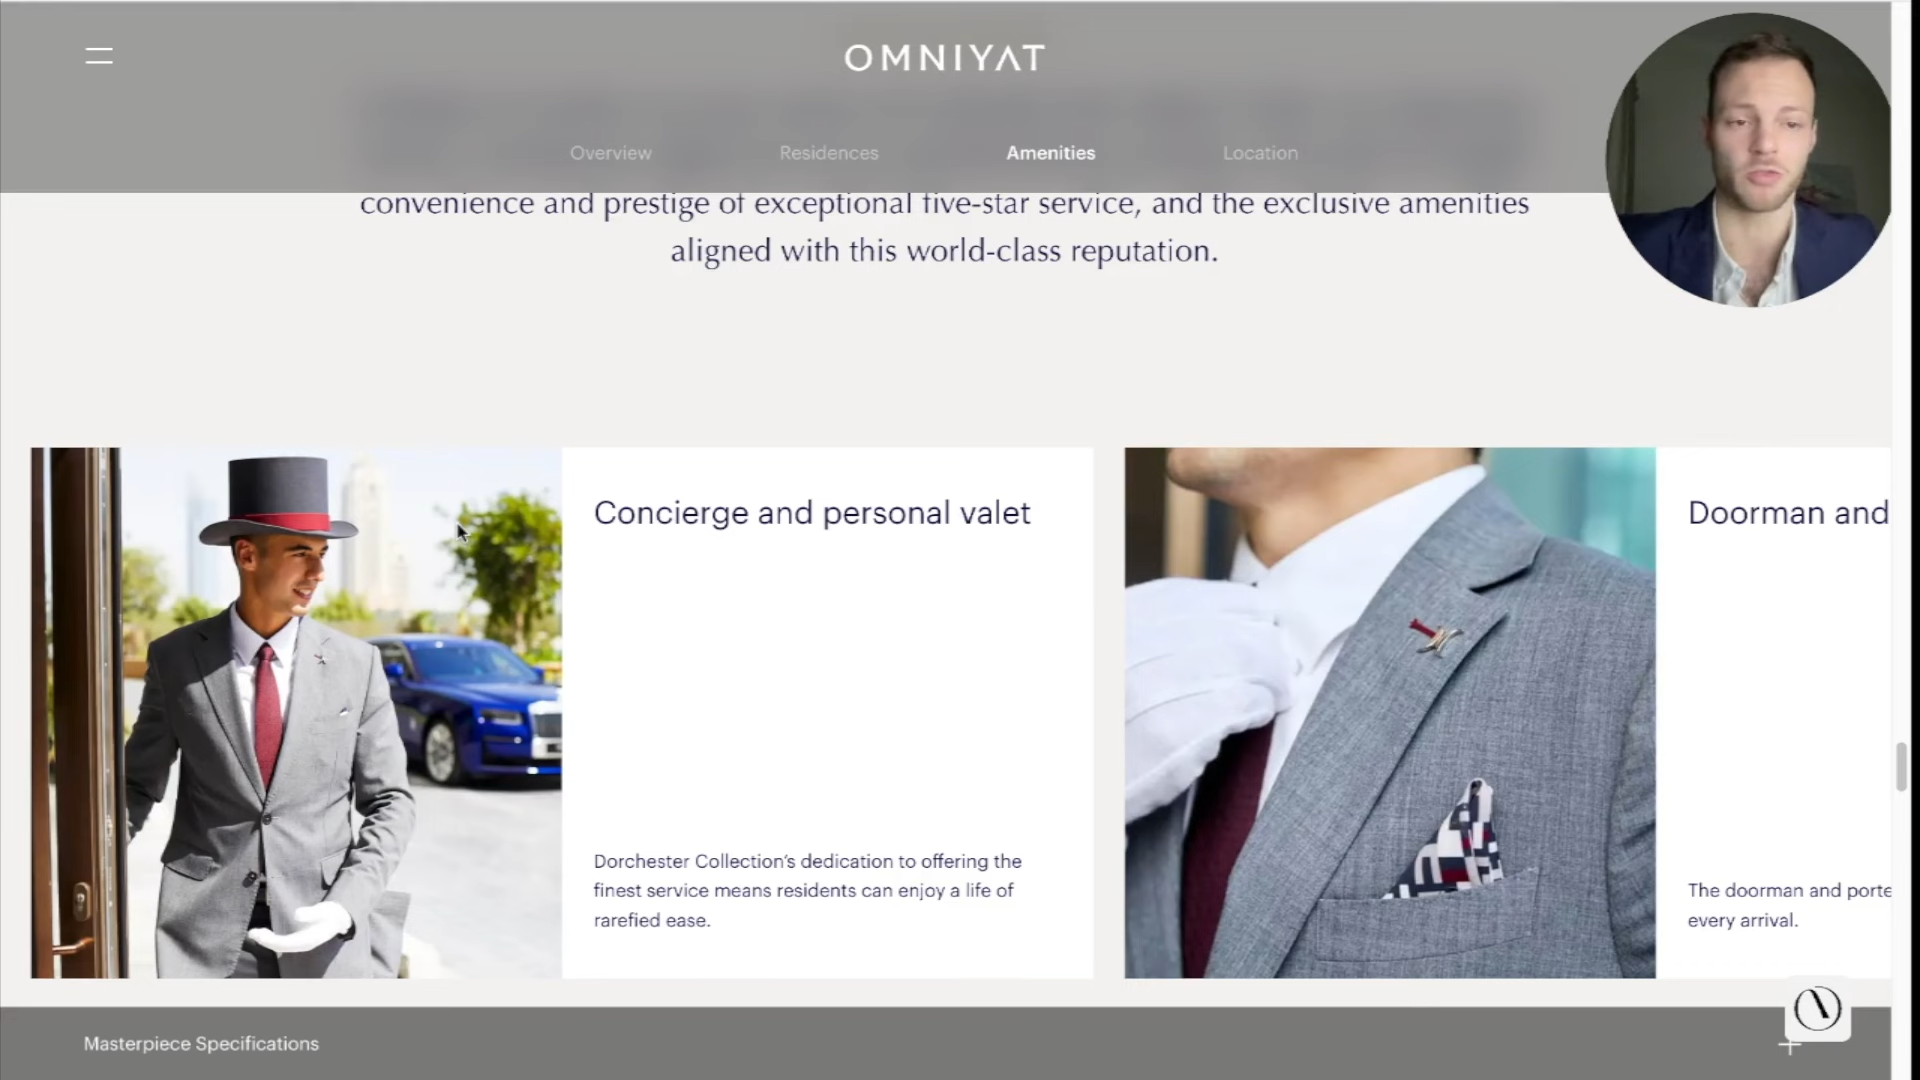 OMNIYAT
Overview Residences Amenities Location
convenience and prestige of exceptional five-star service, and the exclusive amenities
aligned with this world-class reputation.
Concierge and personal valet
Dorchester Collection's dedication to offering the
finest service means residents can enjoy a life of
rarefied ease.
Doorman and
The doorman and porte
every arrival.
Masterpiece Specifications